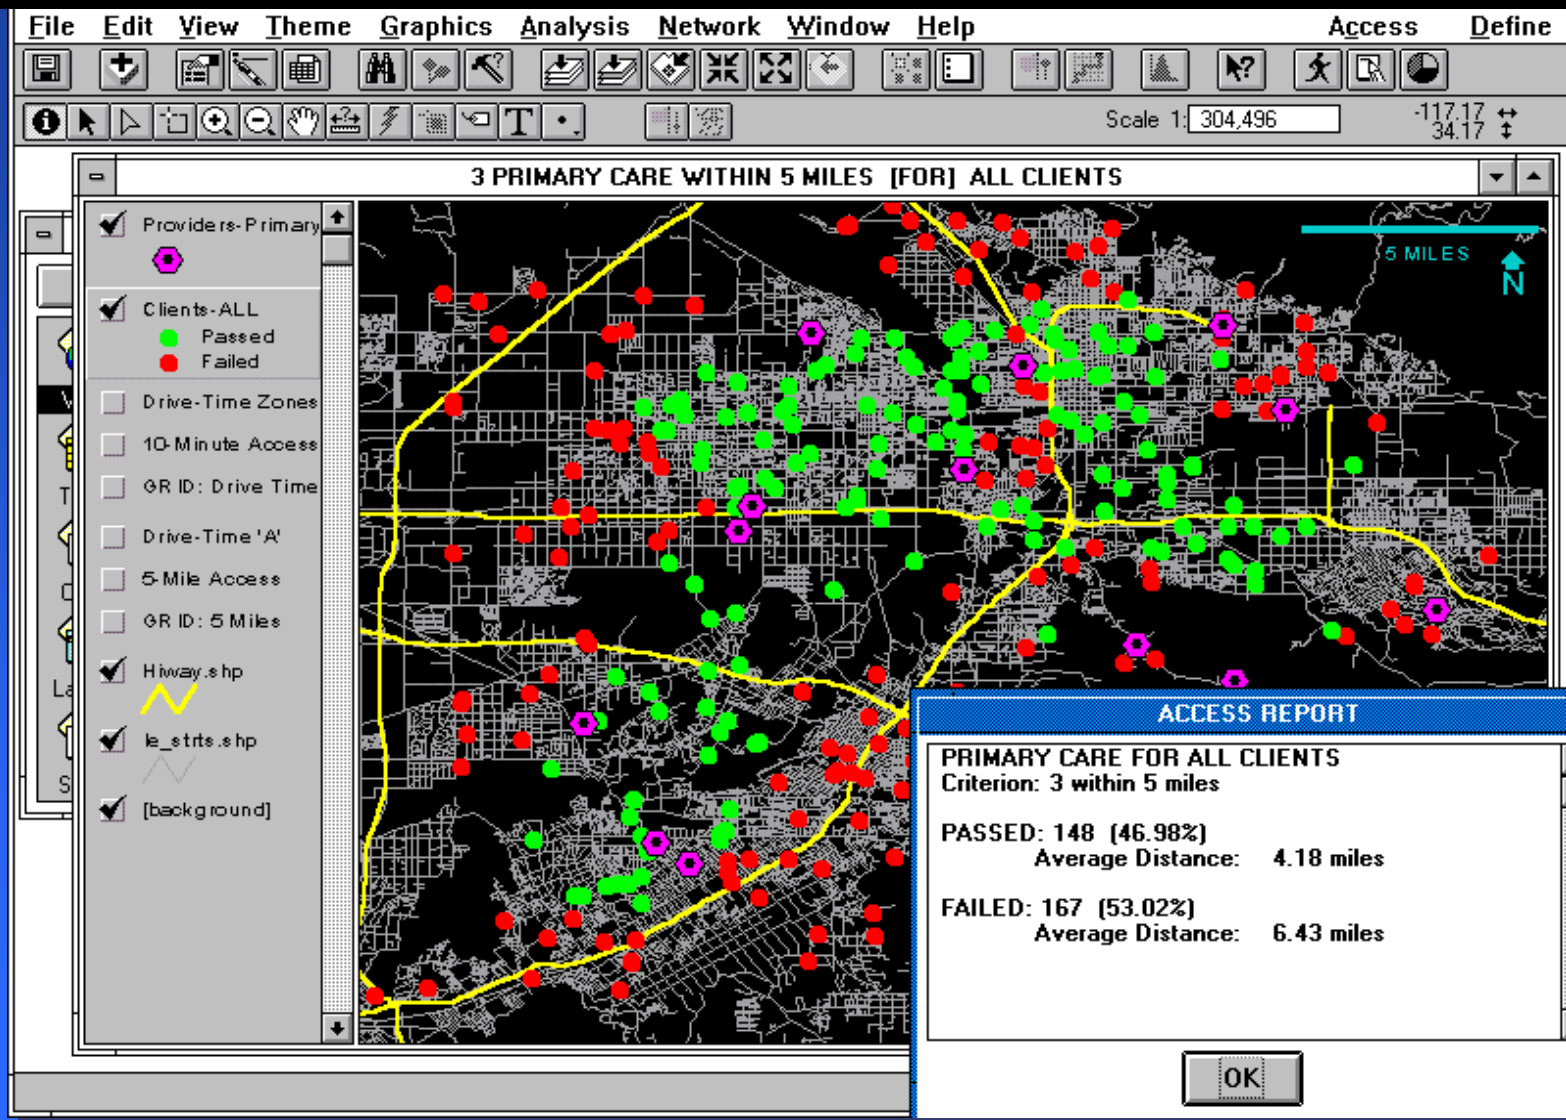 File Edit View Theme Graphics Analysis Network Window Help Access Define
Scale 1: 304,496
-117.17
34.17
3 PRIMARY CARE WITHIN 5 MILES [FOR] ALL CLIENTS
Providers-Primary
Clients-ALL
Passed
Failed
Drive-Time Zones
10-Minute Access
GRID: Drive Time
Drive-Time 'A'
5-Mile Access
GRID: 5 Miles
Hiway.shp
le_strts.shp
[background]
5 MILES
N
T
La
S
ACCESS REPORT
PRIMARY CARE FOR ALL CLIENTS
Criterion: 3 within 5 miles
PASSED: 148 (46.98%)
Average Distance: 4.18 miles
FAILED: 167 (53.02%)
Average Distance: 6.43 miles
OK